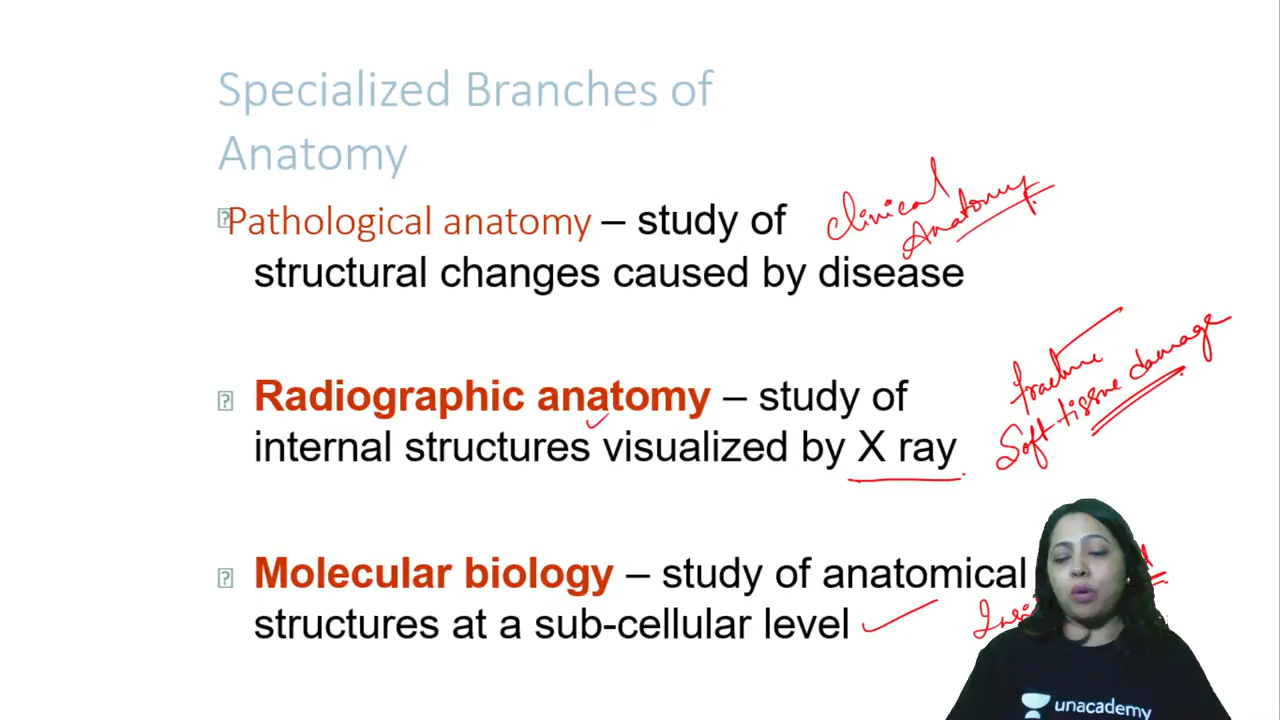 Specialized Branches of
Anatomy
Pathological anatomy – study of
structural changes caused by disease
clinical
Anatomy
Radiographic anatomy – study of
internal structures visualized by X ray
fracture
Soft tissue damage
Molecular biology – study of anatomical
structures at a sub-cellular level
unacademy